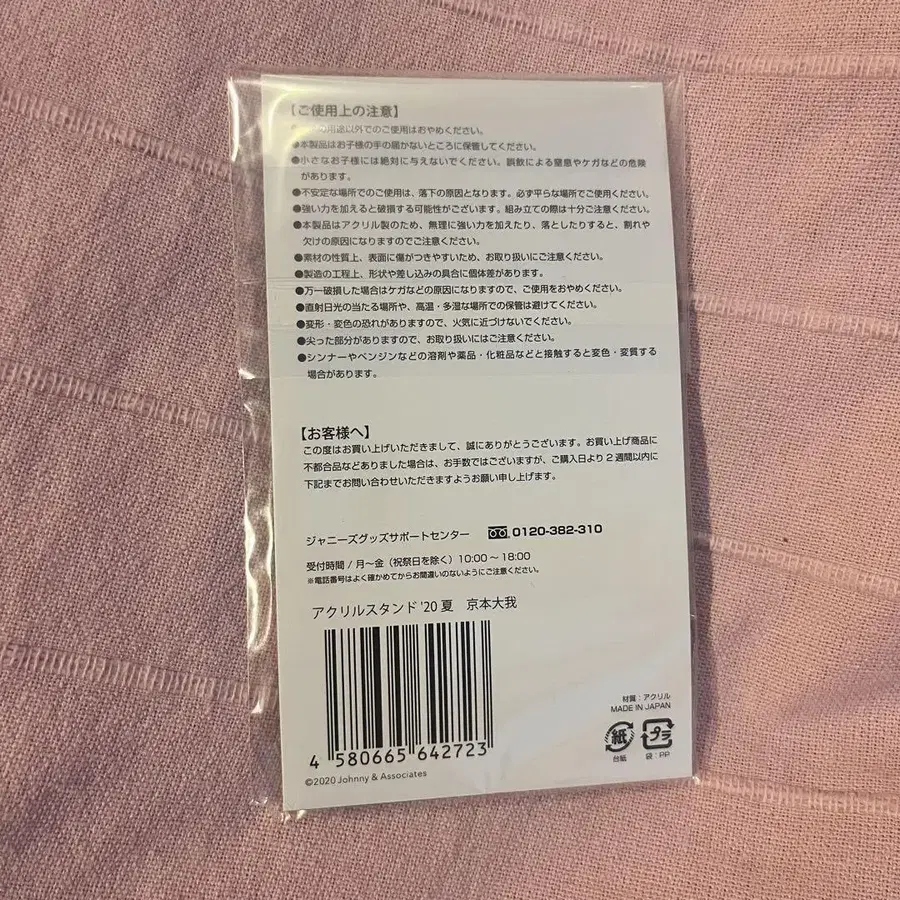 【ご使用上の注意】
の用途以外でのご使用はおやめください。
●本製品はお子様の手の届かないところに保管してください。
●小さなお子様には絶対に与えないでください。誤飲による窒息やケガなどの危険
があります。
●不安定な場所でのご使用は、落下の原因となります。必ず平らな場所でご使用ください。
●強い力を加えると破損する可能性がございます。組み立ての際は十分ご注意ください。
●本製品はアクリル製のため、無理に強い力を加えたり、落としたりすると、割れや
欠けの原因になりますのでご注意ください。
●素材の性質上、表面に傷がつきやすいため、お取り扱いにご注意ください。
●製造の工程上、形状や差し込みの具合に個体差があります。
●万一破損した場合はケガなどの原因になりますので、ご使用をおやめください。
●直射日光の当たる場所や、高温・多湿な場所での保管は避けてください。
●変形・変色の恐れがありますので、火気に近づけないでください。
●尖った部分がありますので、お取り扱いにはご注意ください。
●シンナーやベンジンなどの溶剤や薬品・化粧品などと接触すると変色・変質する
場合があります。
【お客様へ】
この度はお買い上げいただきまして、誠にありがとうございます。お買い上げ商品に
不都合品などありました場合は、お手数ではございますが、ご購入日より2週間以内に
下記までお問い合わせいただきますようお願い申し上げます。
ジャニーズグッズサポートセンター 0120-382-310
受付時間/月〜金（祝祭日を除く）10:00〜18:00
※電話番号はよく確かめてからお間違いのないようにご注意ください。
アクリルスタンド '20 夏 京本大我
4 580665 642723
©2020 Johnny & Associates
材質：アクリル
MADE IN JAPAN
紙 プラ
台紙 袋：PP